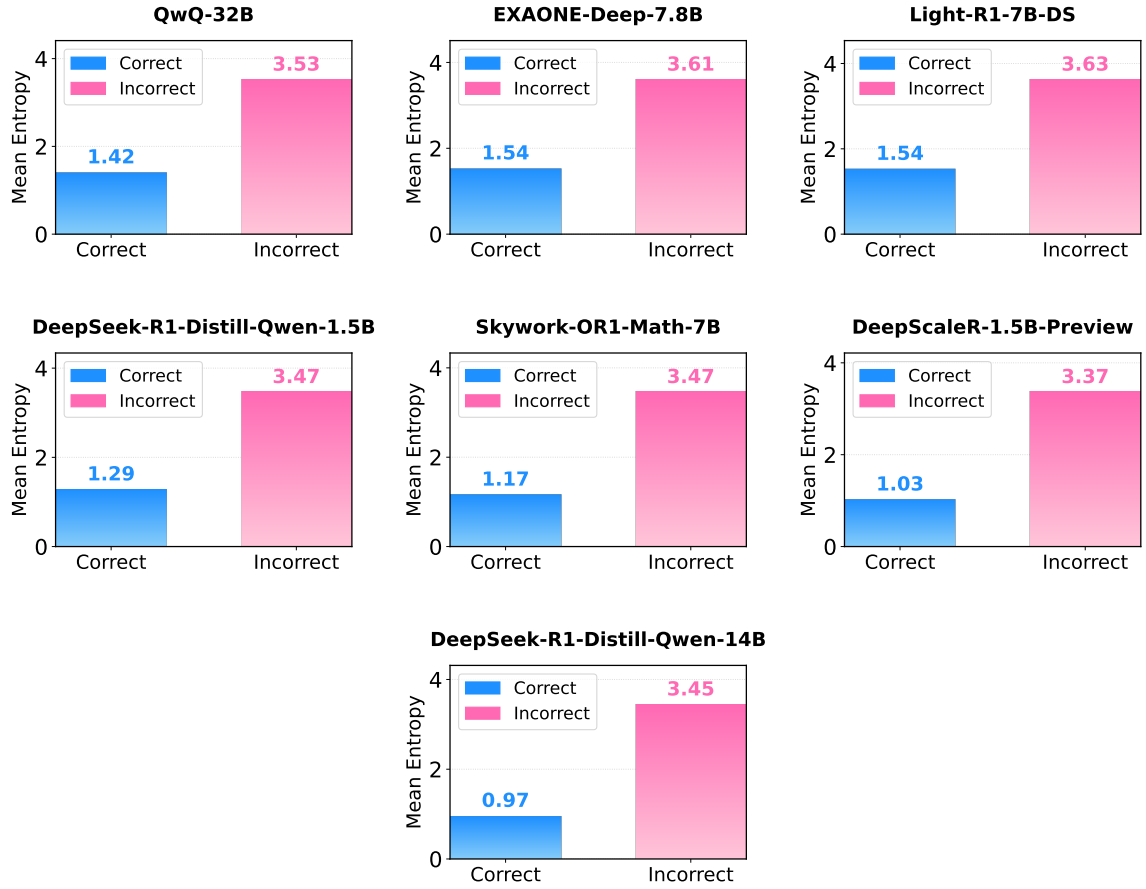 QwQ-32B
Mean Entropy
4
2
0
Correct
Incorrect
1.42
3.53
Correct
Incorrect
EXAONE-Deep-7.8B
Mean Entropy
4
2
0
Correct
Incorrect
1.54
3.61
Correct
Incorrect
Light-R1-7B-DS
Mean Entropy
4
2
0
Correct
Incorrect
1.54
3.63
Correct
Incorrect
DeepSeek-R1-Distill-Qwen-1.5B
Mean Entropy
4
2
0
Correct
Incorrect
1.29
3.47
Correct
Incorrect
Skywork-OR1-Math-7B
Mean Entropy
4
2
0
Correct
Incorrect
1.17
3.47
Correct
Incorrect
DeepScaleR-1.5B-Preview
Mean Entropy
4
2
0
Correct
Incorrect
1.03
3.37
Correct
Incorrect
DeepSeek-R1-Distill-Qwen-14B
Mean Entropy
4
2
0
Correct
Incorrect
0.97
3.45
Correct
Incorrect